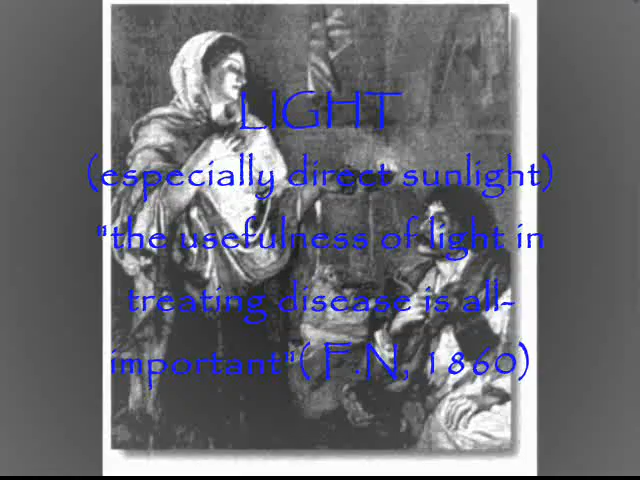 LIGHT
(especially direct sunlight)
"the usefulness of light in
treating disease is all-
important"( F.N, 1860)